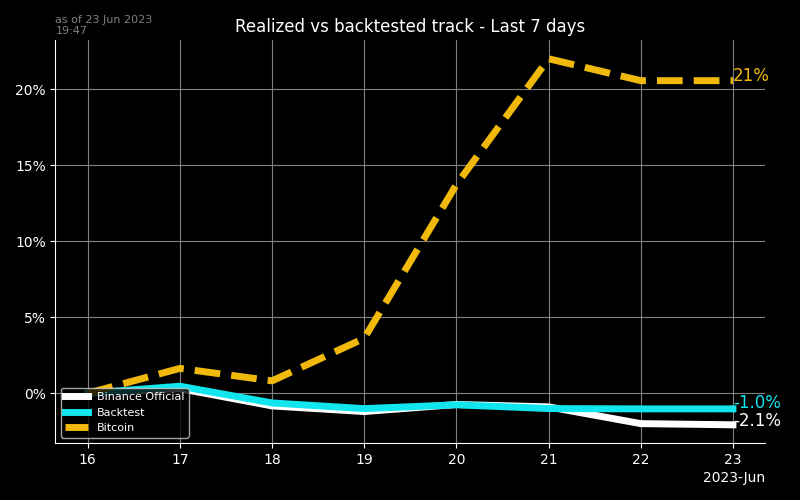 as of 23 Jun 2023
19:47
Realized vs backtested track - Last 7 days
20%
15%
10%
5%
0%
21%
-1.0%
-2.1%
Binance Official
Backtest
Bitcoin
16 17 18 19 20 21 22 23
2023-Jun